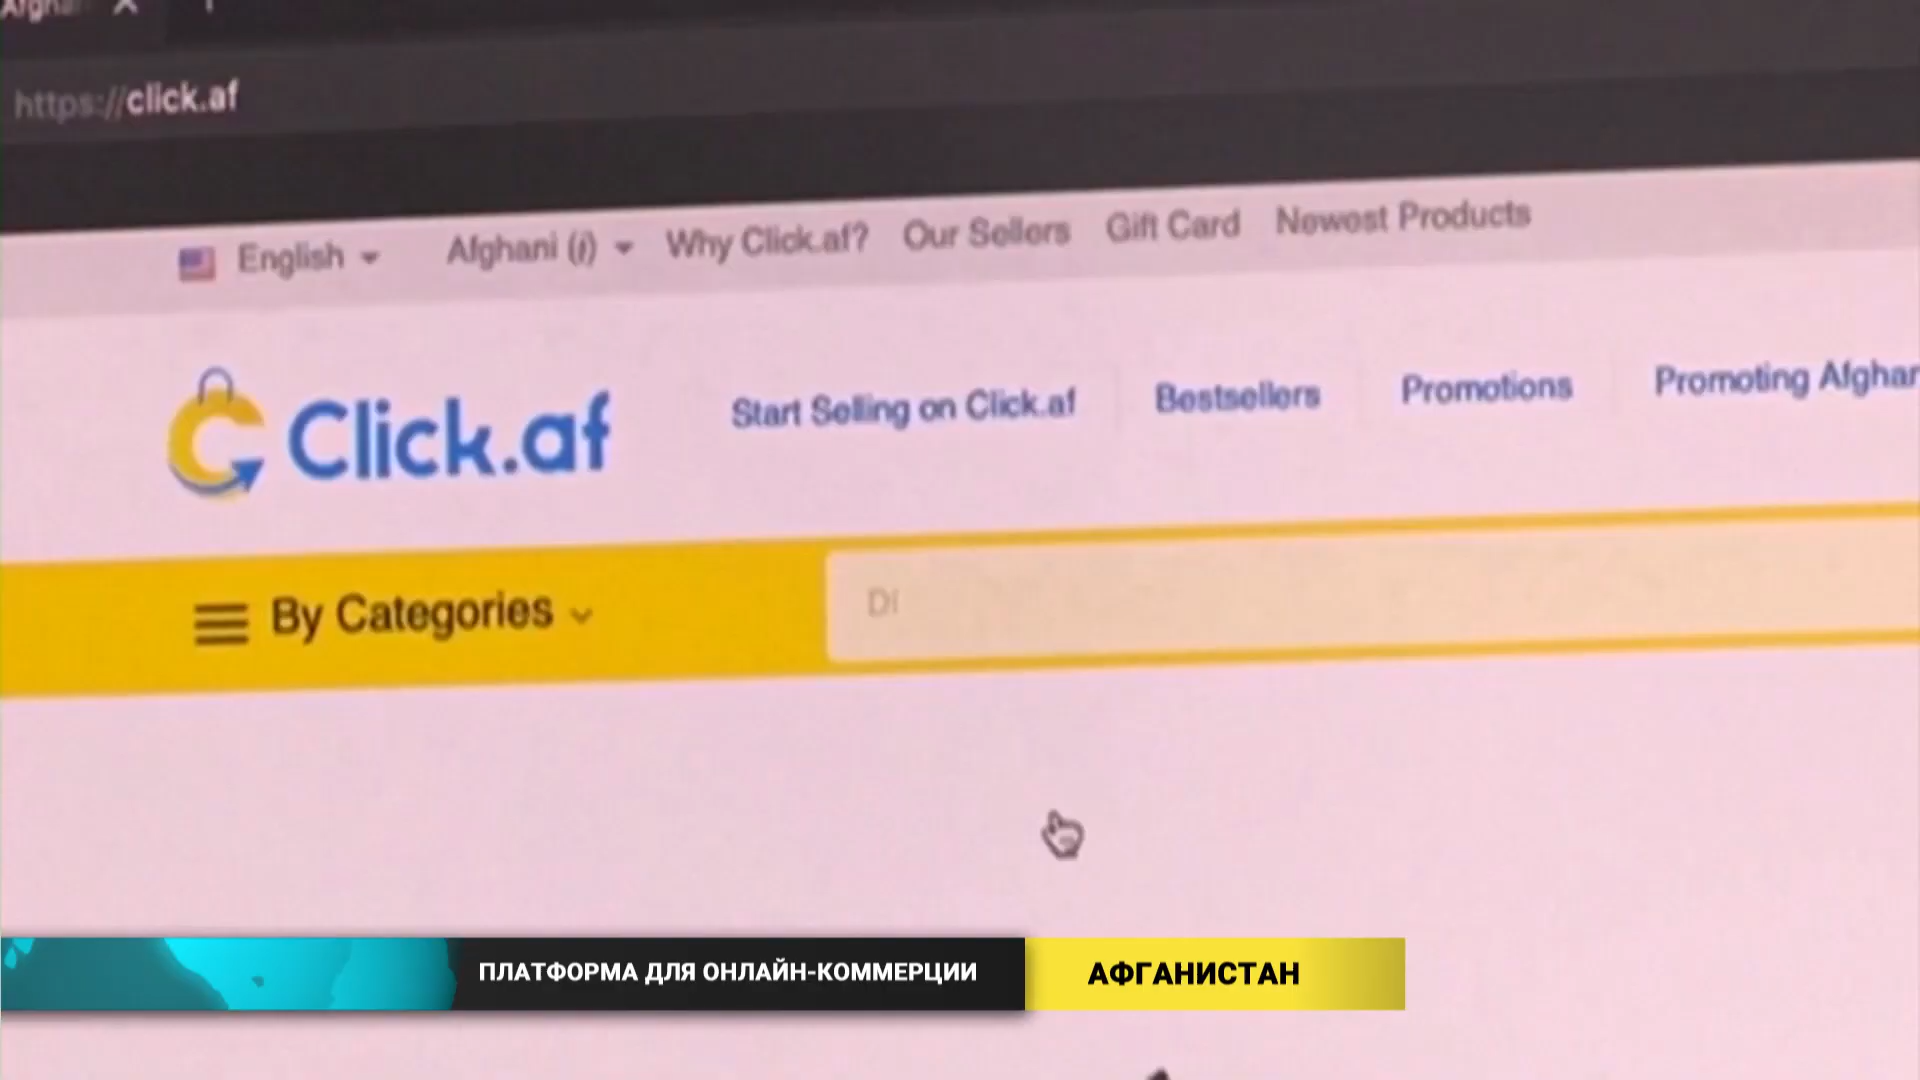 https://click.af
English Afghani (؋) Why Click.af? Our Sellers Gift Card Newest Products
Click.af
Start Selling on Click.af Bestsellers Promotions Promoting Afghan
By Categories
ПЛАТФОРМА ДЛЯ ОНЛАЙН-КОММЕРЦИИ
АФГАНИСТАН